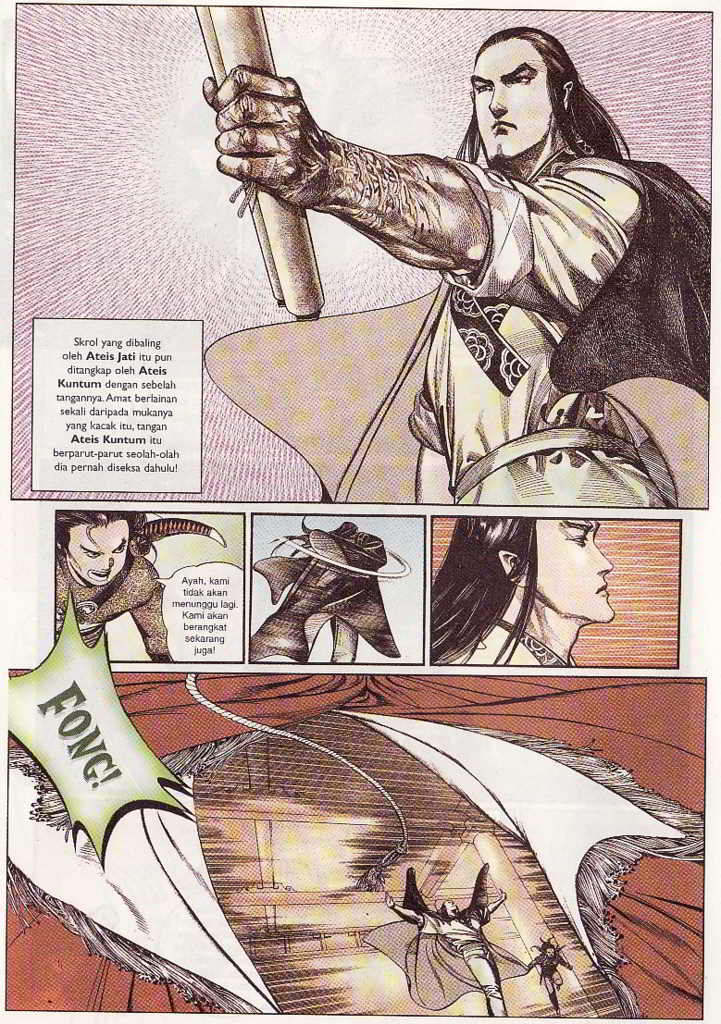 Skrol yang dibaling
oleh Ateis Jati itu pun
ditangkap oleh Ateis
Kuntum dengan sebelah
tangannya. Amat berlainan
sekali daripada mukanya
yang kacak itu, tangan
Ateis Kuntum itu
berparut-parut seolah-olah
dia pernah diseksa dahulu!
Ayah, kami
tidak akan
menunggu lagi.
Kami akan
berangkat
sekarang
juga!
FONG!